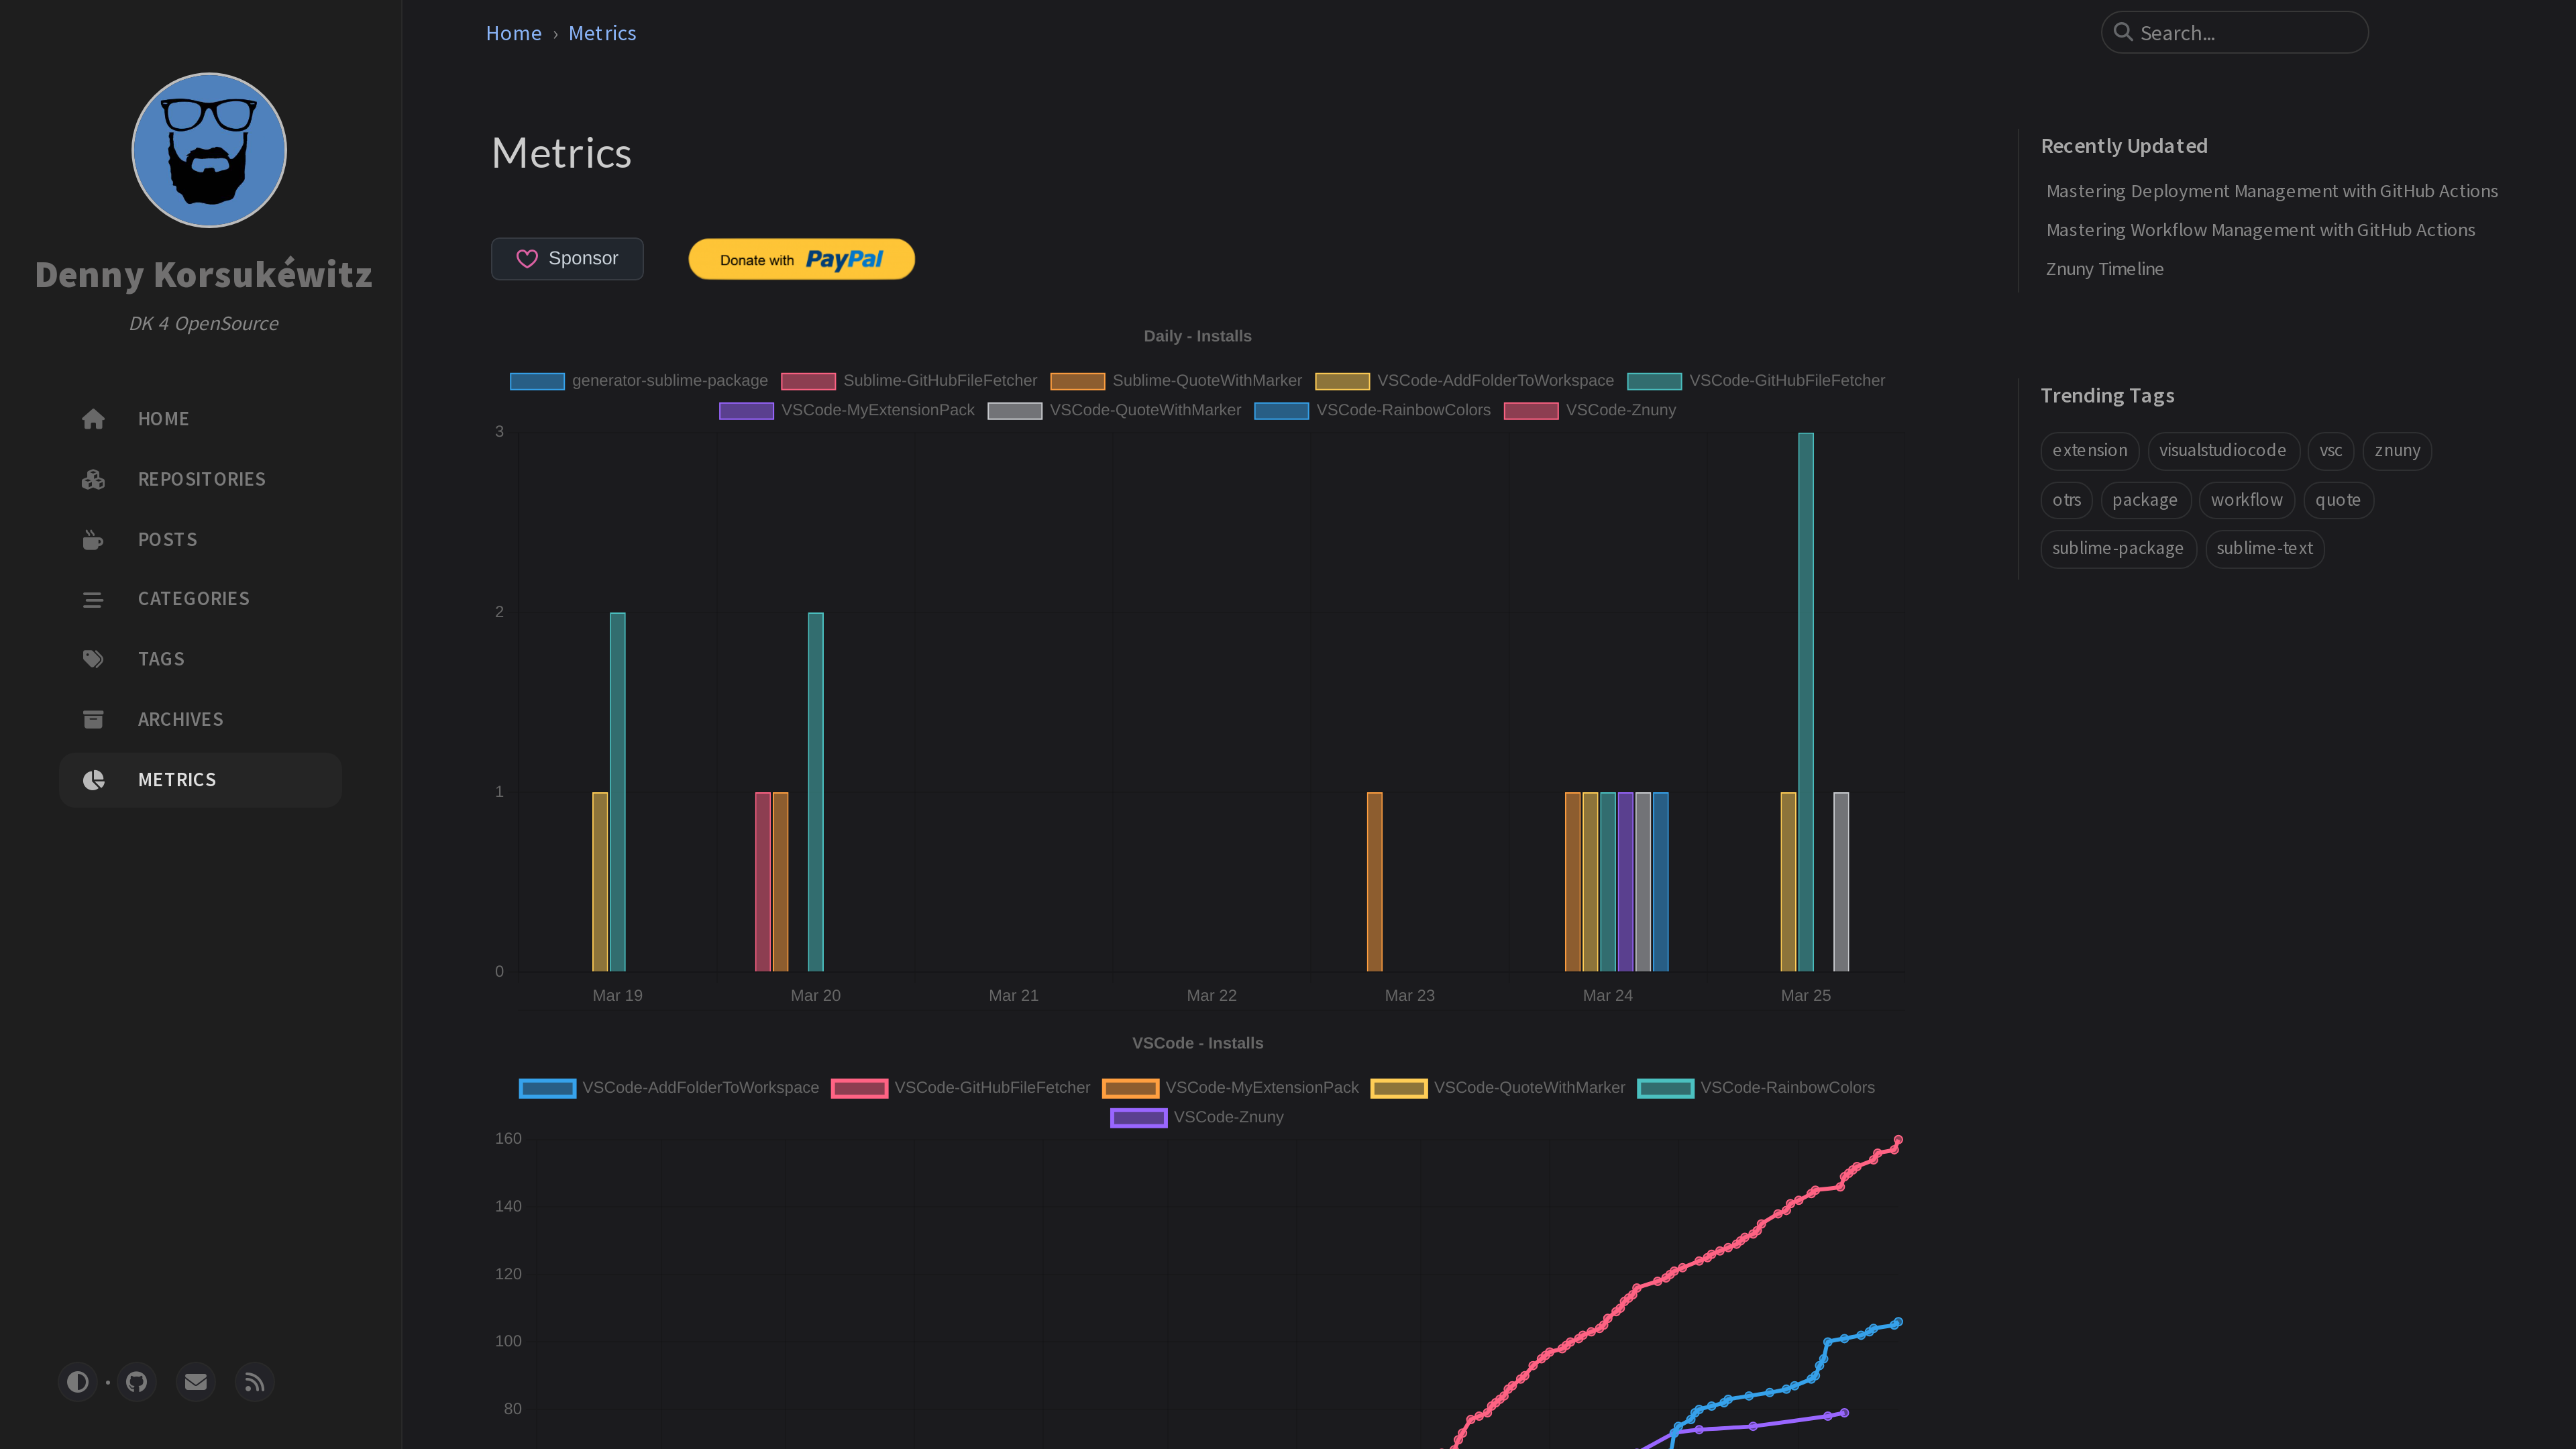 Denny Korsukéwitz
DK 4 OpenSource
HOME
REPOSITORIES
POSTS
CATEGORIES
TAGS
ARCHIVES
METRICS
Home › Metrics
Search...
Metrics
Sponsor
Donate with PayPal
Daily - Installs
generator-sublime-package Sublime-GitHubFileFetcher Sublime-QuoteWithMarker VSCode-AddFolderToWorkspace VSCode-GitHubFileFetcher
VSCode-MyExtensionPack VSCode-QuoteWithMarker VSCode-RainbowColors VSCode-Znuny
3
2
1
0
Mar 19 Mar 20 Mar 21 Mar 22 Mar 23 Mar 24 Mar 25
VSCode - Installs
VSCode-AddFolderToWorkspace VSCode-GitHubFileFetcher VSCode-MyExtensionPack VSCode-QuoteWithMarker VSCode-RainbowColors
VSCode-Znuny
160
140
120
100
80
Recently Updated
Mastering Deployment Management with GitHub Actions
Mastering Workflow Management with GitHub Actions
Znuny Timeline
Trending Tags
extension visualstudiocode vsc znuny
otrs package workflow quote
sublime-package sublime-text